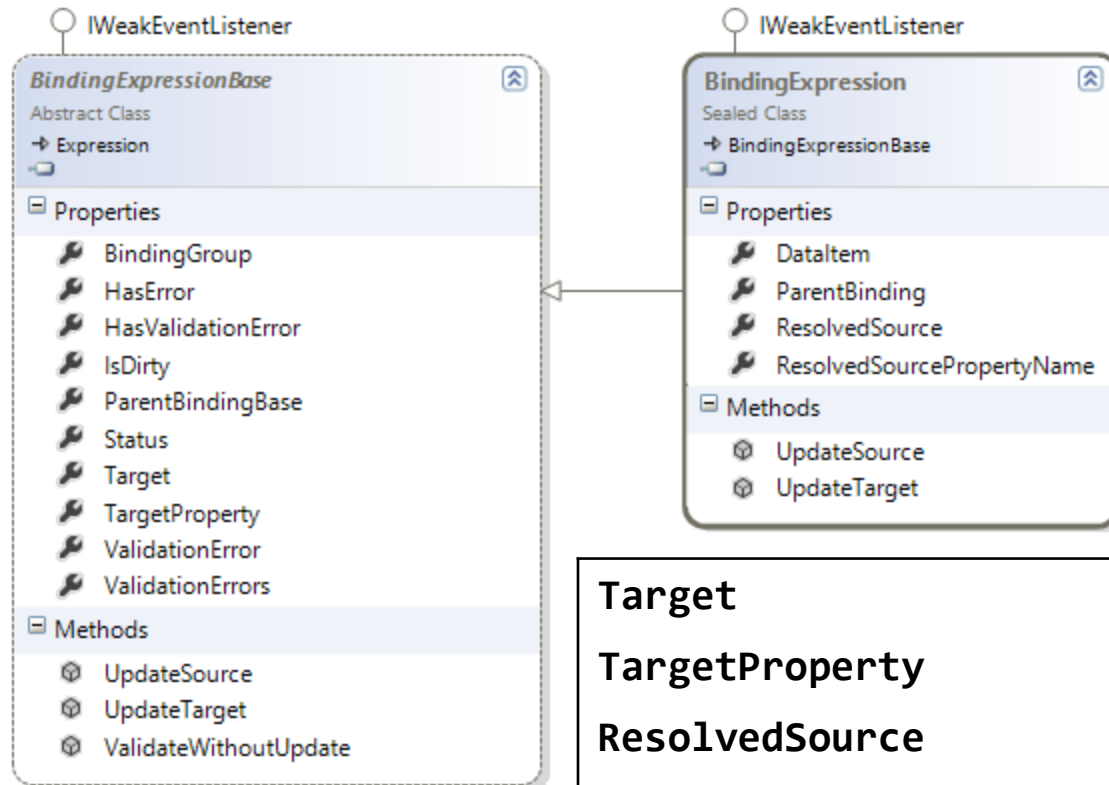 IWeakEventListener
BindingExpressionBase
Abstract Class
Expression
Properties
BindingGroup
HasError
HasValidationError
IsDirty
ParentBindingBase
Status
Target
TargetProperty
ValidationError
ValidationErrors
Methods
UpdateSource
UpdateTarget
ValidateWithoutUpdate
IWeakEventListener
BindingExpression
Sealed Class
BindingExpressionBase
Properties
DataItem
ParentBinding
ResolvedSource
ResolvedSourcePropertyName
Methods
UpdateSource
UpdateTarget
Target
TargetProperty
ResolvedSource